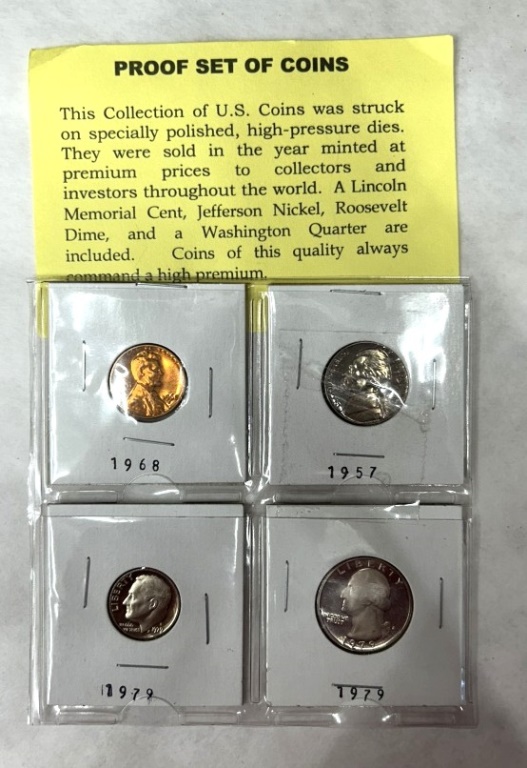 PROOF SET OF COINS
This Collection of U.S. Coins was struck
on specially polished, high-pressure dies.
They were sold in the year minted at
premium prices to collectors and
investors throughout the world. A Lincoln
Memorial Cent, Jefferson Nickel, Roosevelt
Dime, and a Washington Quarter are
included. Coins of this quality always
command a high premium.
1968
1957
LIBERTY
1979
LIBERTY
1979
1979